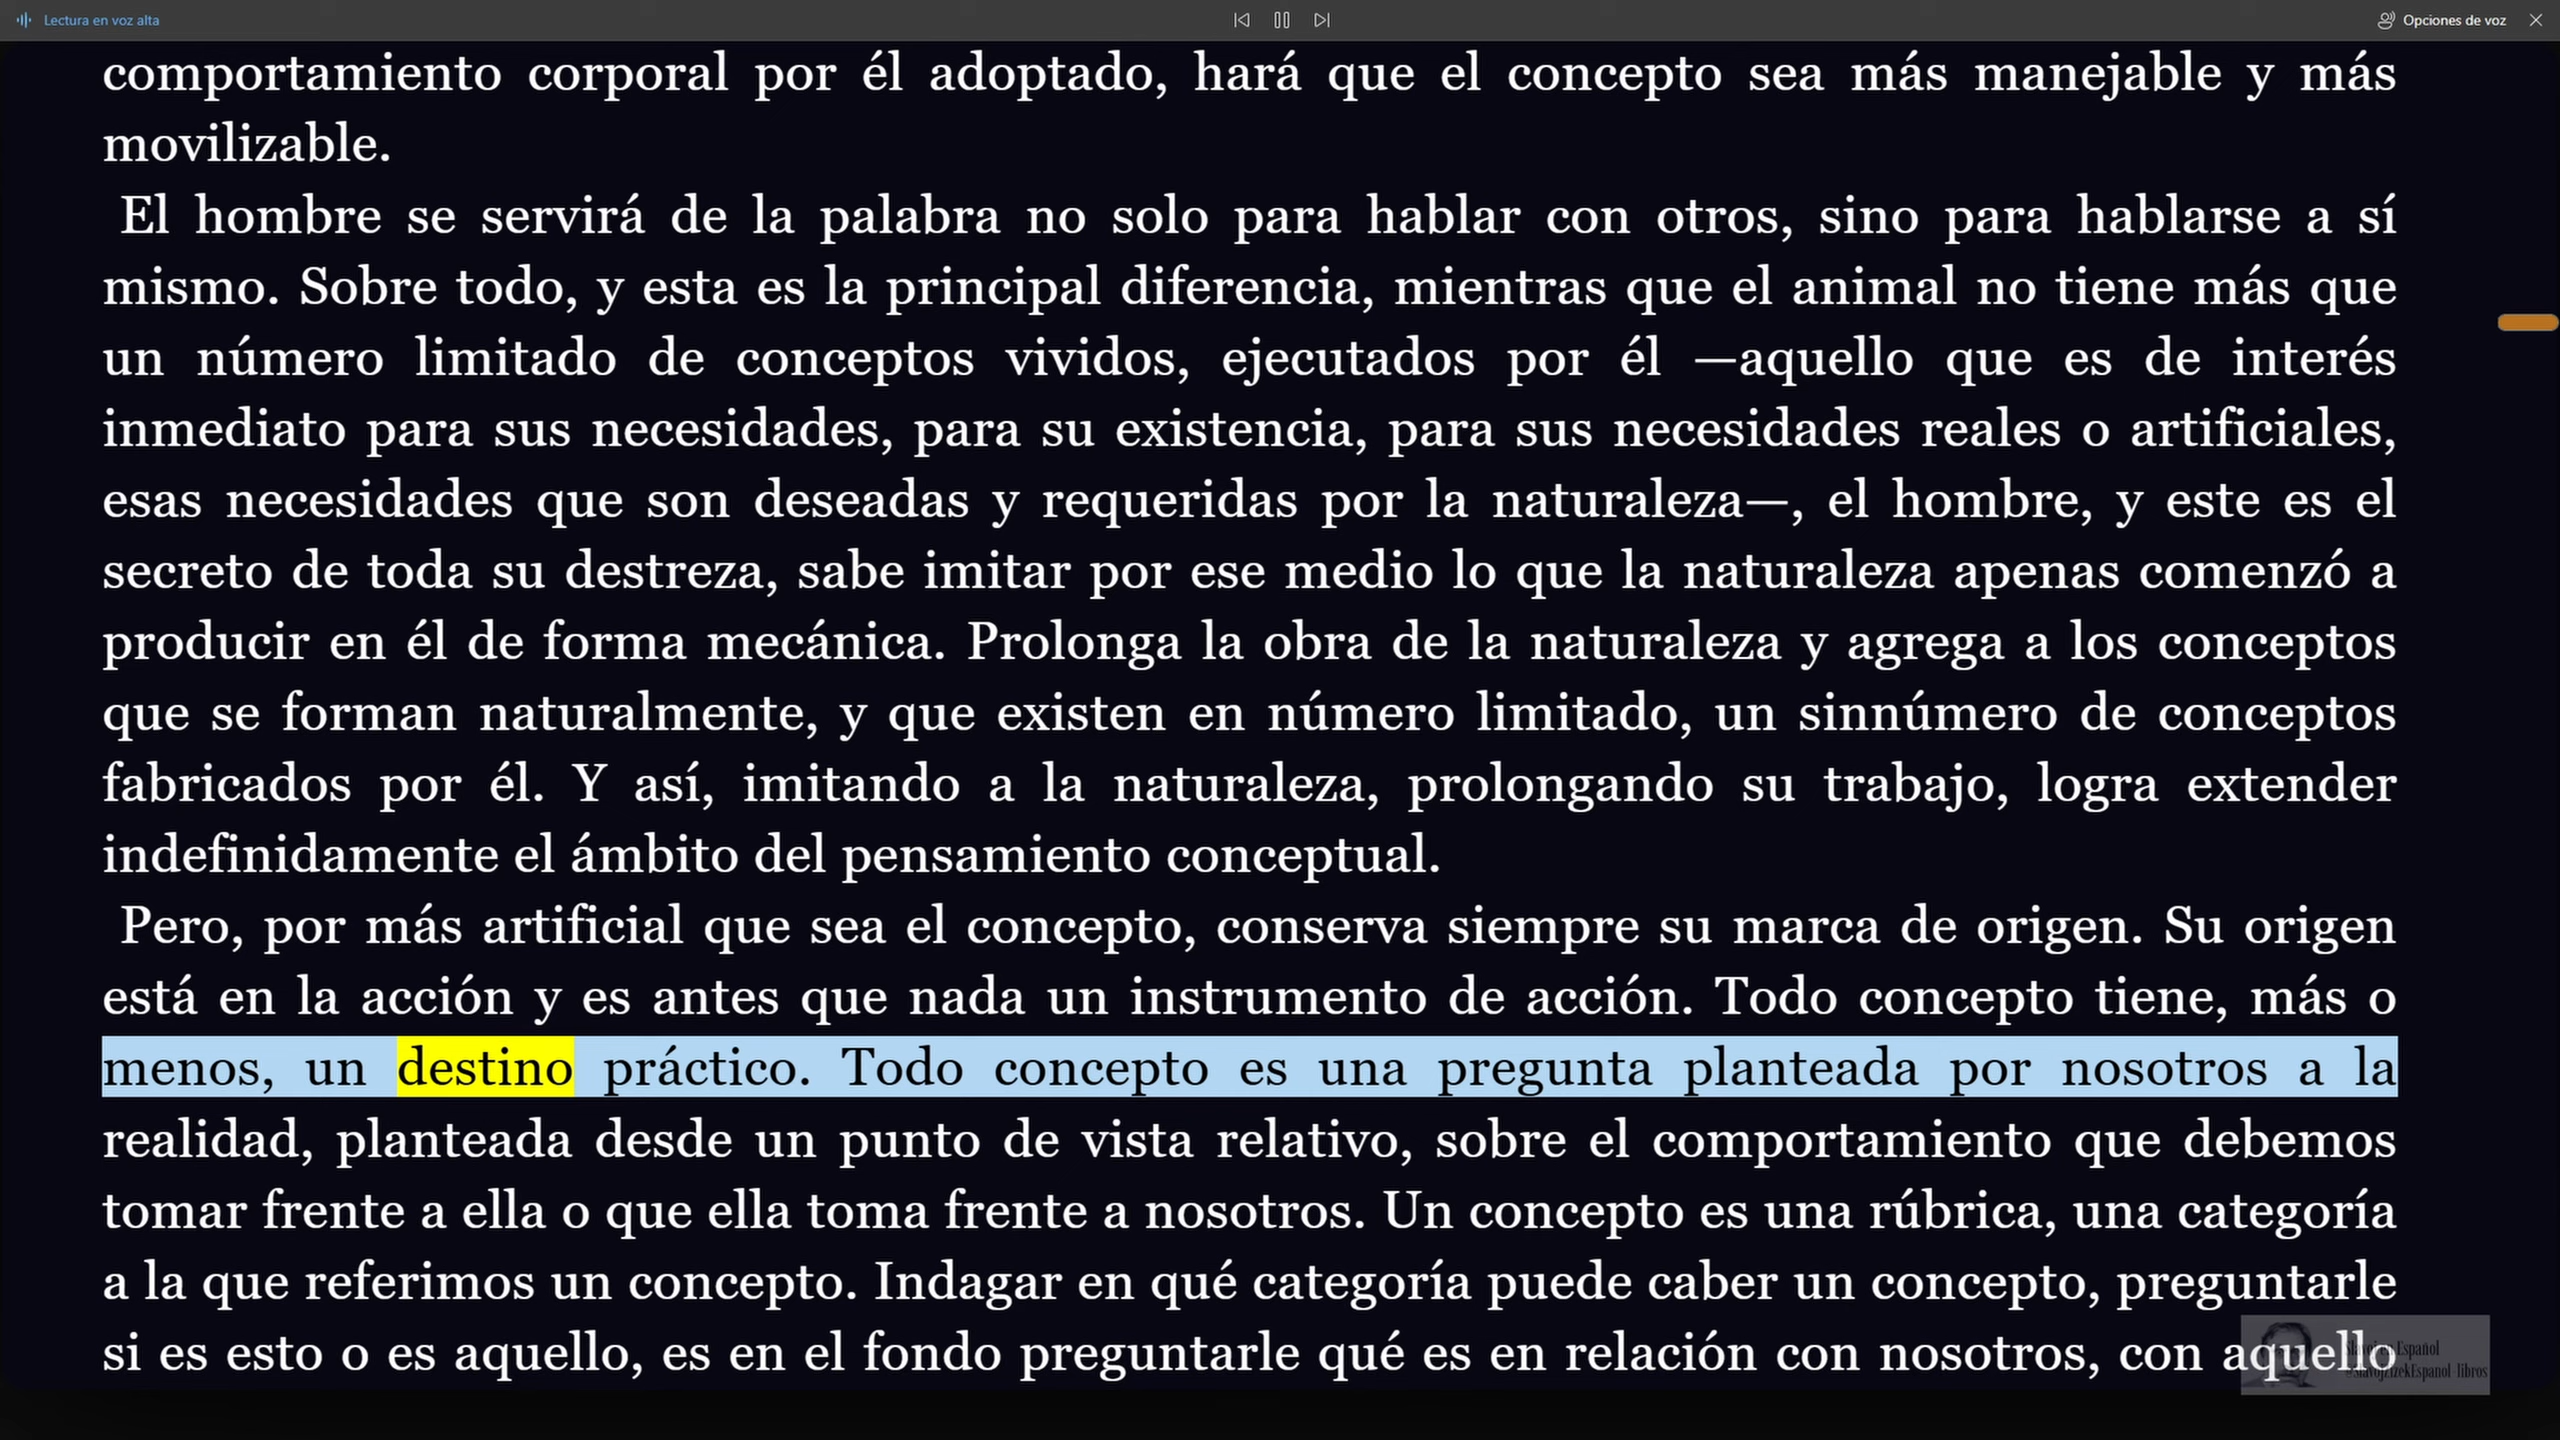 Lectura en voz alta
Opciones de voz
comportamiento corporal por él adoptado, hará que el concepto sea más manejable y más
movilizable.
El hombre se servirá de la palabra no solo para hablar con otros, sino para hablarse a sí
mismo. Sobre todo, y esta es la principal diferencia, mientras que el animal no tiene más que
un número limitado de conceptos vividos, ejecutados por él —aquello que es de interés
inmediato para sus necesidades, para su existencia, para sus necesidades reales o artificiales,
esas necesidades que son deseadas y requeridas por la naturaleza—, el hombre, y este es el
secreto de toda su destreza, sabe imitar por ese medio lo que la naturaleza apenas comenzó a
producir en él de forma mecánica. Prolonga la obra de la naturaleza y agrega a los conceptos
que se forman naturalmente, y que existen en número limitado, un sinnúmero de conceptos
fabricados por él. Y así, imitando a la naturaleza, prolongando su trabajo, logra extender
indefinidamente el ámbito del pensamiento conceptual.
Pero, por más artificial que sea el concepto, conserva siempre su marca de origen. Su origen
está en la acción y es antes que nada un instrumento de acción. Todo concepto tiene, más o
menos, un destino práctico. Todo concepto es una pregunta planteada por nosotros a la
realidad, planteada desde un punto de vista relativo, sobre el comportamiento que debemos
tomar frente a ella o que ella toma frente a nosotros. Un concepto es una rúbrica, una categoría
a la que referimos un concepto. Indagar en qué categoría puede caber un concepto, preguntarle
si es esto o es aquello, es en el fondo preguntarle qué es en relación con nosotros, con aquello
Español